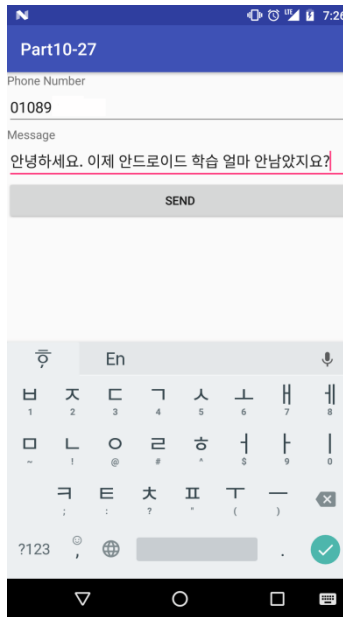 N 7:26
Part10-27
Phone Number
01089
Message
안녕하세요. 이제 안드로이드 학습 얼마 안남았지요?
SEND
ㅎ En
ㅂ ㅈ ㄷ ㄱ ㅅ ㅗ ㅐ ㅔ
1 2 3 4 5 6 7 8
ㅁ ㄴ ㅇ ㄹ ㅎ ㅓ ㅏ ㅣ
~ ! @ # ^ $ 9 0
ㅋ ㅌ ㅊ ㅍ ㅜ ㅡ
; : ? " ( )
?123 , .